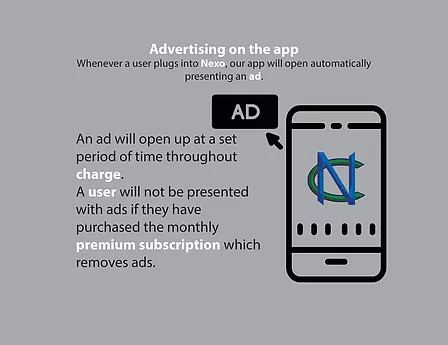 Advertising on the app
Whenever a user plugs into Nexo, our app will open automatically
presenting an ad.
AD
An ad will open up at a set
period of time throughout
charge.
A user will not be presented
with ads if they have
purchased the monthly
premium subscription which
removes ads.
NC